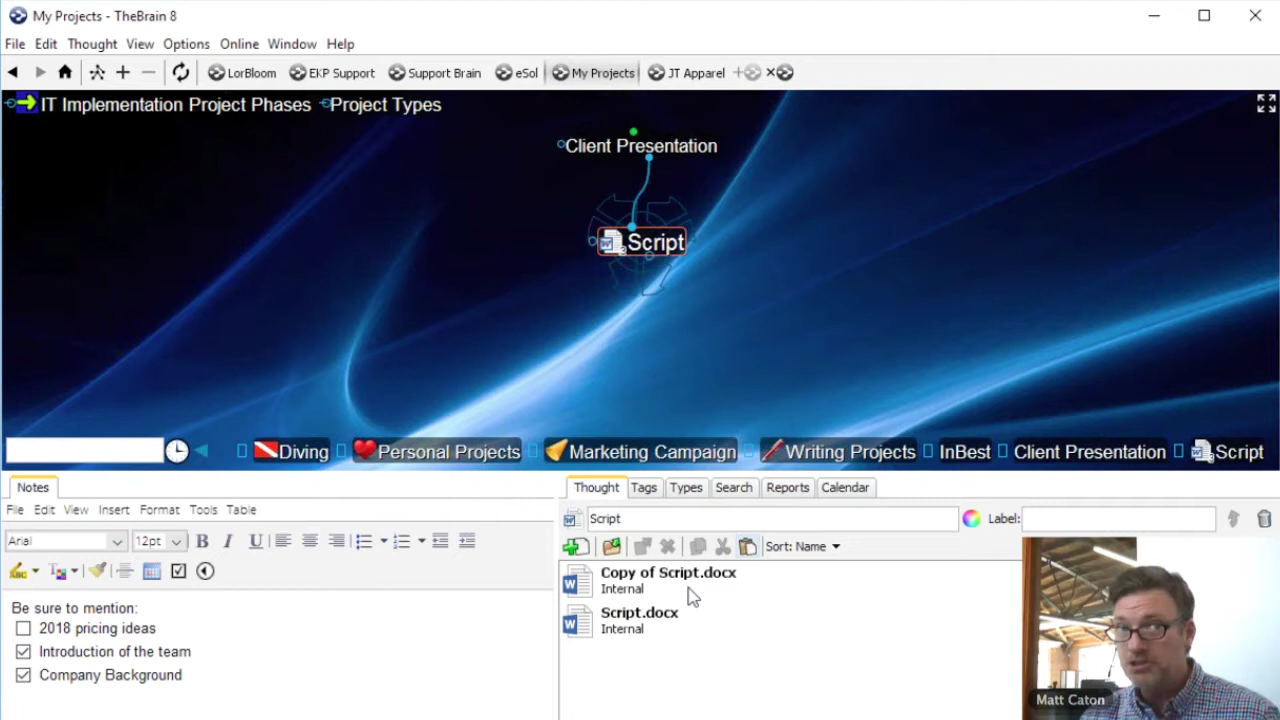 My Projects - TheBrain 8
File Edit Thought View Options Online Window Help
LorBloom EKP Support Support Brain eSol My Projects JT Apparel
IT Implementation Project Phases Project Types
Client Presentation
Script
Diving Personal Projects Marketing Campaign Writing Projects InBest Client Presentation Script
Notes
File Edit View Insert Format Tools Table
Arial 12pt B I U
Be sure to mention:
2018 pricing ideas
Introduction of the team
Company Background
Thought Tags Types Search Reports Calendar
Script Label:
Sort: Name
Copy of Script.docx
Internal
Script.docx
Internal
Matt Caton